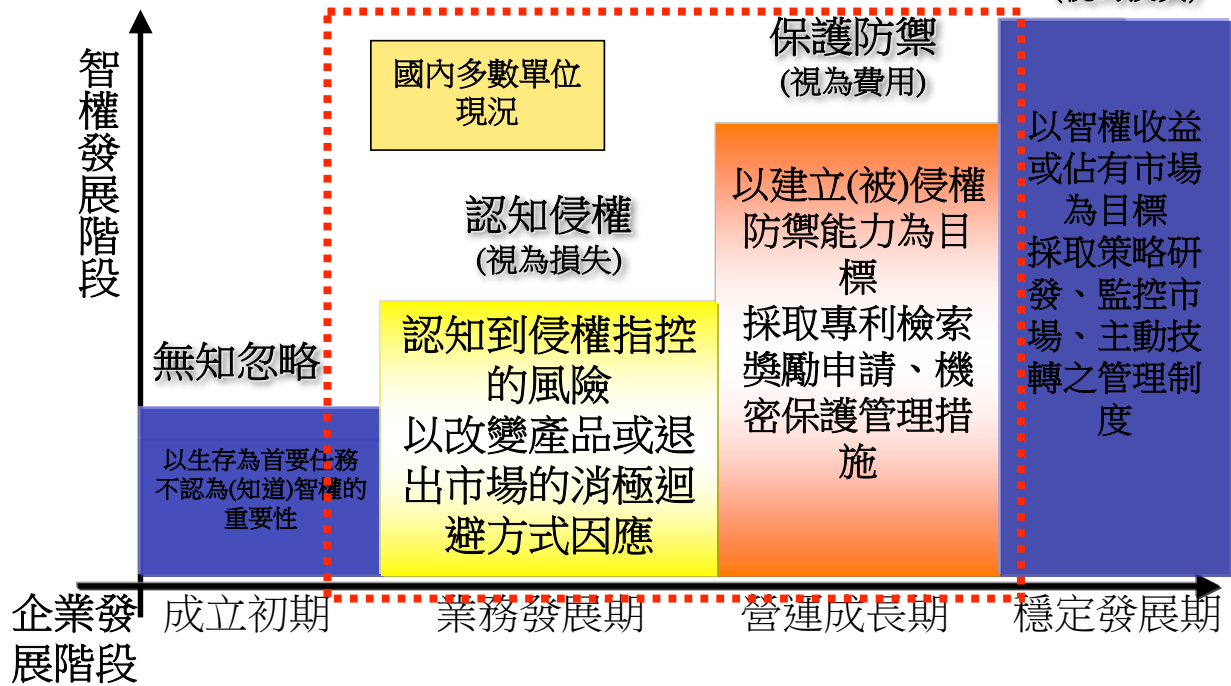 智權發展階段
國內多數單位
現況
無知忽略
以生存為首要任務
不認為(知道)智權的
重要性
認知侵權
(視為損失)
認知到侵權指控
的風險
以改變產品或退
出市場的消極迴
避方式因應
保護防禦
(視為費用)
以建立(被)侵權
防禦能力為目
標
採取專利檢索
獎勵申請、機
密保護管理措
施
以智權收益
或佔有市場
為目標
採取策略研
發、監控市
場、主動技
轉之管理制
度
企業發
展階段
成立初期
業務發展期
營運成長期
穩定發展期